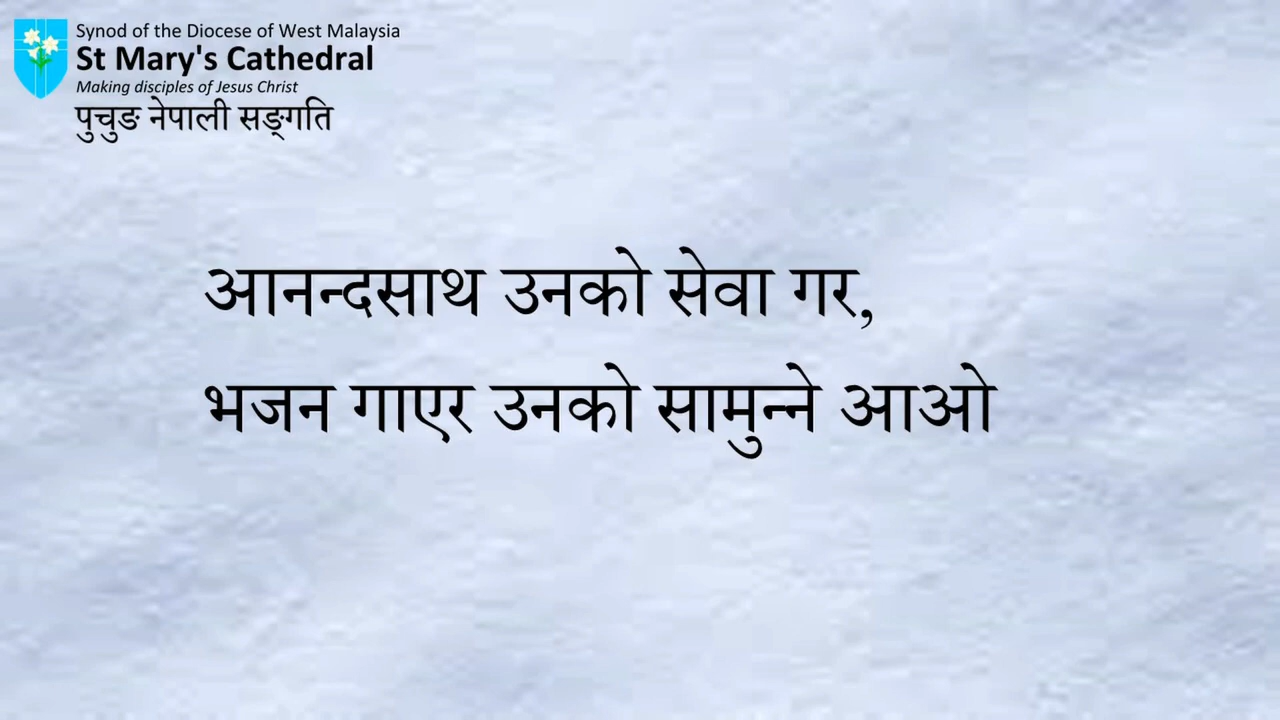 Synod of the Diocese of West Malaysia
St Mary's Cathedral
Making disciples of Jesus Christ
पुचुङ नेपाली सङ्गति
आनन्दसाथ उनको सेवा गर,
भजन गाएर उनको सामुन्ने आओ